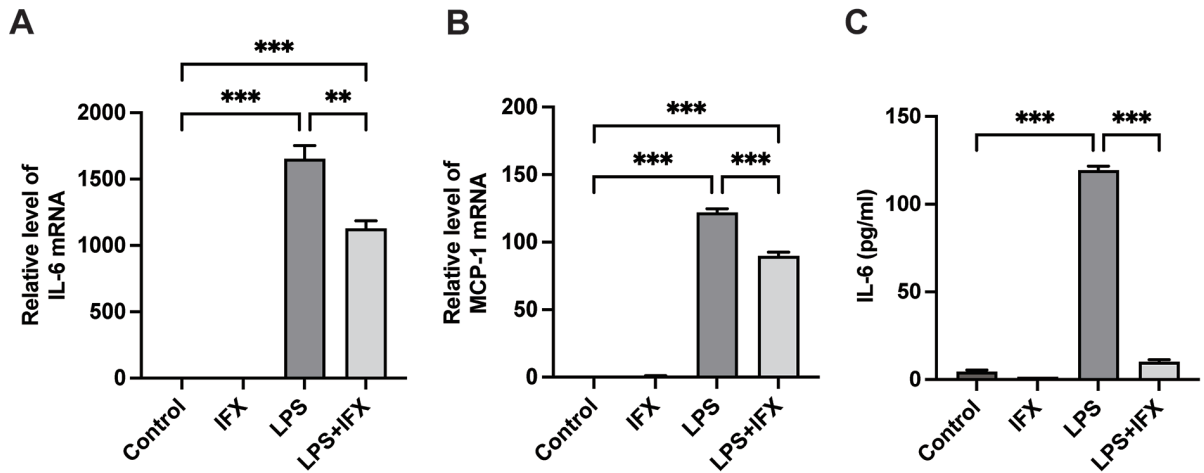 A
***
***
**
Relative level of
IL-6 mRNA
2000
1500
1000
500
0
Control
IFX
LPS
LPS+IFX
B
***
***
***
Relative level of
MCP-1 mRNA
200
150
100
50
0
Control
IFX
LPS
LPS+IFX
C
***
***
IL-6 (pg/ml)
150
100
50
0
Control
IFX
LPS
LPS+IFX